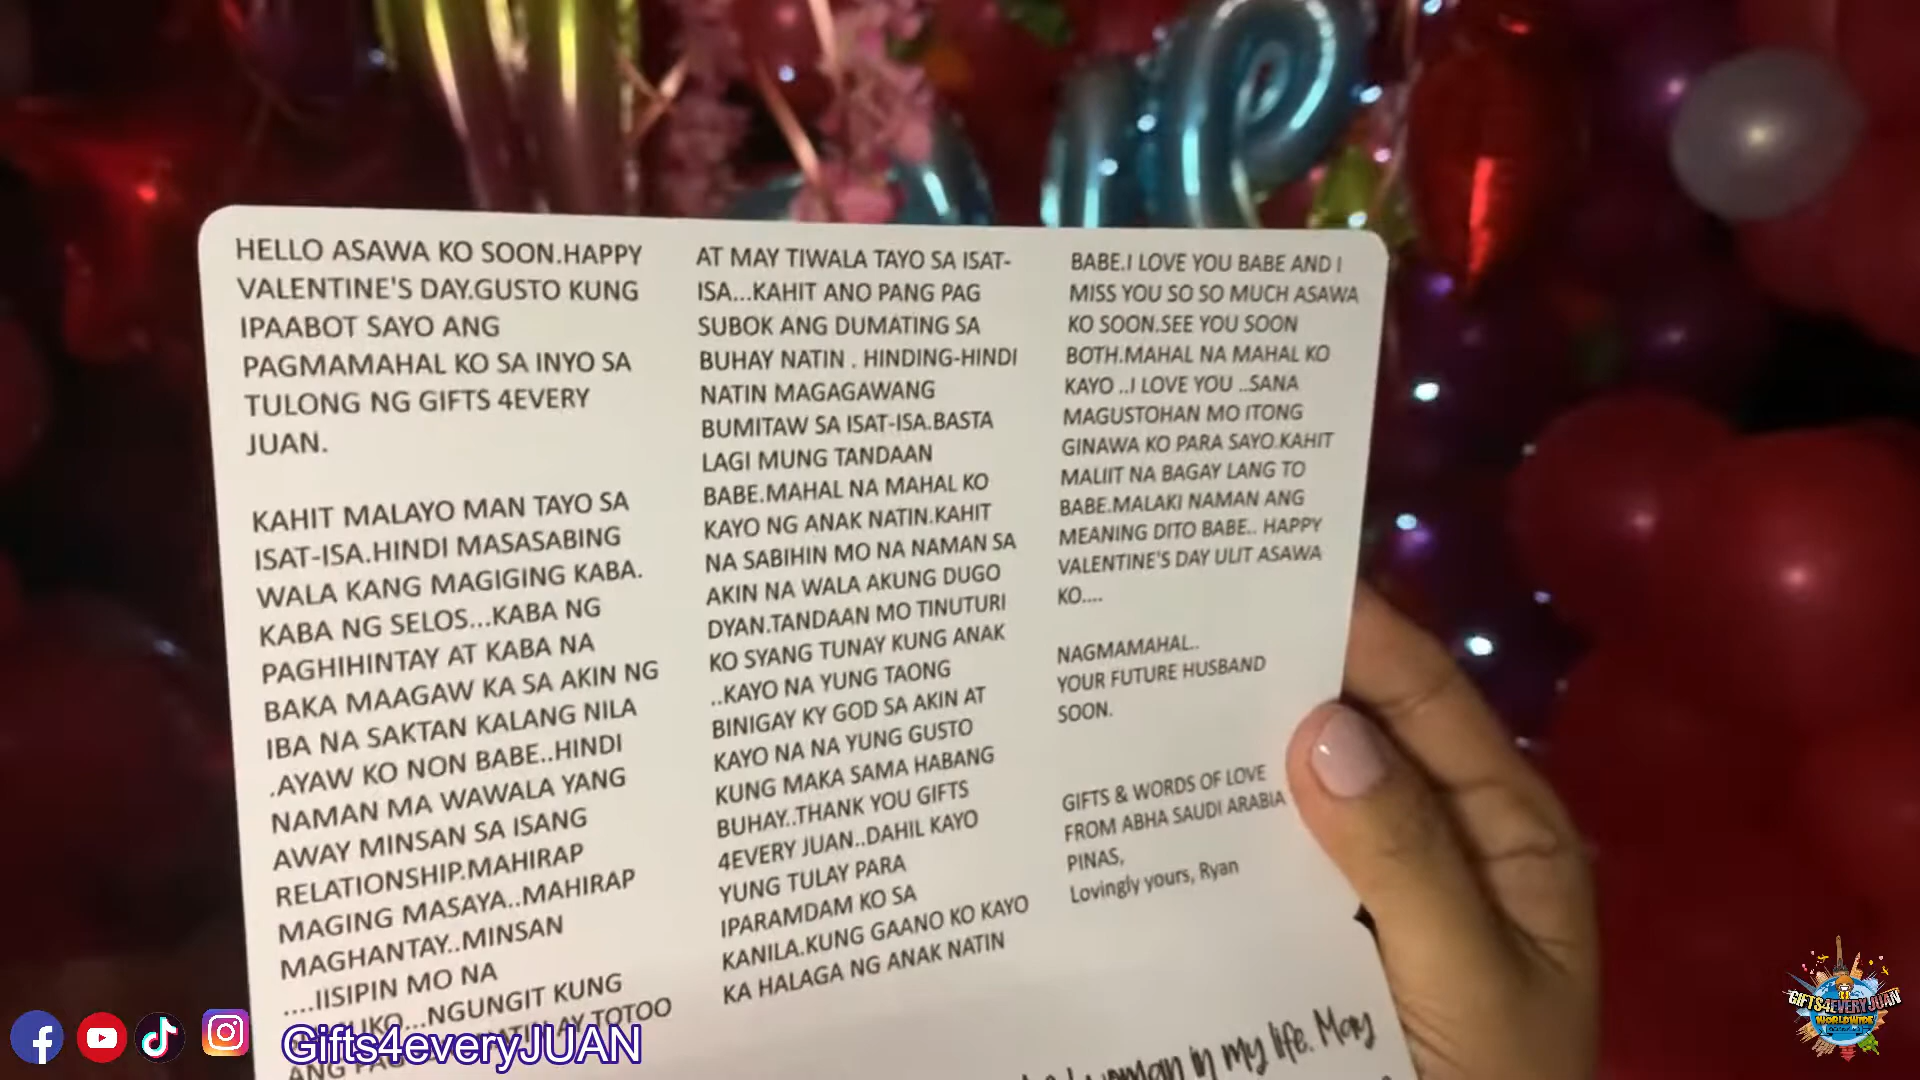 HELLO ASAWA KO SOON.HAPPY
VALENTINE'S DAY.GUSTO KUNG
IPAABOT SAYO ANG
PAGMAMAHAL KO SA INYO SA
TULONG NG GIFTS 4EVERY
JUAN.
KAHIT MALAYO MAN TAYO SA
ISAT-ISA.HINDI MASASABING
WALA KANG MAGIGING KABA.
KABA NG SELOS...KABA NG
PAGHIHINTAY AT KABA NA
BAKA MAAGAW KA SA AKIN NG
IBA NA SAKTAN KALANG NILA
.AYAW KO NON BABE..HINDI
NAMAN MA WAWALA YANG
AWAY MINSAN SA ISANG
RELATIONSHIP.MAHIRAP
MAGING MASAYA..MAHIRAP
MAGHANTAY..MINSAN
....IISIPIN MO NA
...NGUNGIT KUNG
ANG AY TOTOO
AT MAY TIWALA TAYO SA ISAT-
ISA...KAHIT ANO PANG PAG
SUBOK ANG DUMATING SA
BUHAY NATIN . HINDING-HINDI
NATIN MAGAGAWANG
BUMITAW SA ISAT-ISA.BASTA
LAGI MUNG TANDAAN
BABE.MAHAL NA MAHAL KO
KAYO NG ANAK NATIN.KAHIT
NA SABIHIN MO NA NAMAN SA
AKIN NA WALA AKUNG DUGO
DYAN.TANDAAN MO TINUTURI
KO SYANG TUNAY KUNG ANAK
..KAYO NA YUNG TAONG
BINIGAY KY GOD SA AKIN AT
KAYO NA NA YUNG GUSTO
KUNG MAKA SAMA HABANG
BUHAY..THANK YOU GIFTS
4EVERY JUAN..DAHIL KAYO
YUNG TULAY PARA
IPARAMDAM KO SA
KANILA.KUNG GAANO KO KAYO
KA HALAGA NG ANAK NATIN
BABE.I LOVE YOU BABE AND I
MISS YOU SO SO MUCH ASAWA
KO SOON.SEE YOU SOON
BOTH.MAHAL NA MAHAL KO
KAYO ..I LOVE YOU ..SANA
MAGUSTOHAN MO ITONG
GINAWA KO PARA SAYO.KAHIT
MALIIT NA BAGAY LANG TO
BABE.MALAKI NAMAN ANG
MEANING DITO BABE.. HAPPY
VALENTINE'S DAY ULIT ASAWA
KO....
NAGMAMAHAL..
YOUR FUTURE HUSBAND
SOON.
GIFTS & WORDS OF LOVE
FROM ABHA SAUDI ARABIA
PINAS,
Lovingly yours, Ryan
woman in my life. May
Gifts4everyJUAN
GIFTS4EVERYJUAN
WORLDWIDE